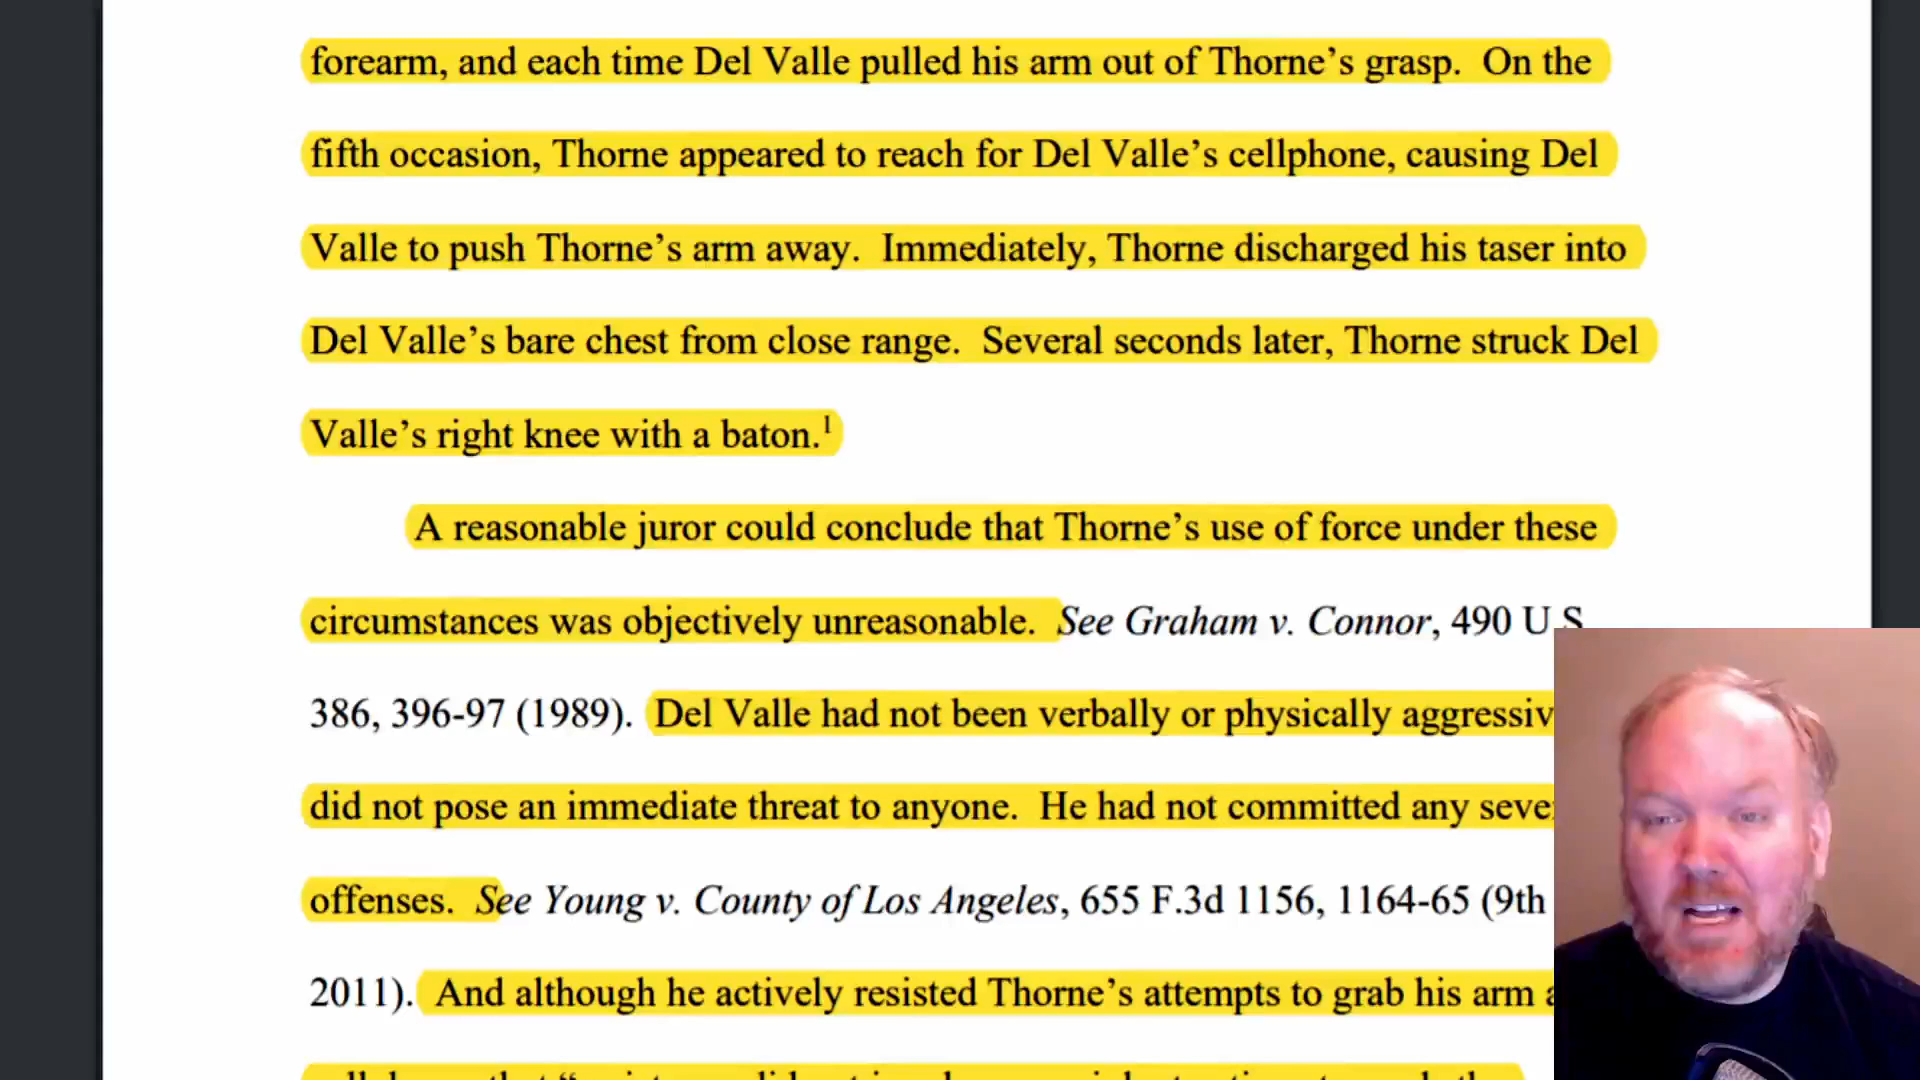 forearm, and each time Del Valle pulled his arm out of Thorne’s grasp.  On the
fifth occasion, Thorne appeared to reach for Del Valle’s cellphone, causing Del
Valle to push Thorne’s arm away.  Immediately, Thorne discharged his taser into
Del Valle’s bare chest from close range.  Several seconds later, Thorne struck Del
Valle’s right knee with a baton.¹
A reasonable juror could conclude that Thorne’s use of force under these
circumstances was objectively unreasonable.  See Graham v. Connor, 490 U.S.
386, 396-97 (1989).  Del Valle had not been verbally or physically
did not pose an immediate threat to anyone.  He had not committed any
offenses.  See Young v. County of Los Angeles, 655 F.3d 1156, 1164-65 (9th
2011).  And although he actively resisted Thorne’s attempts to grab his arm